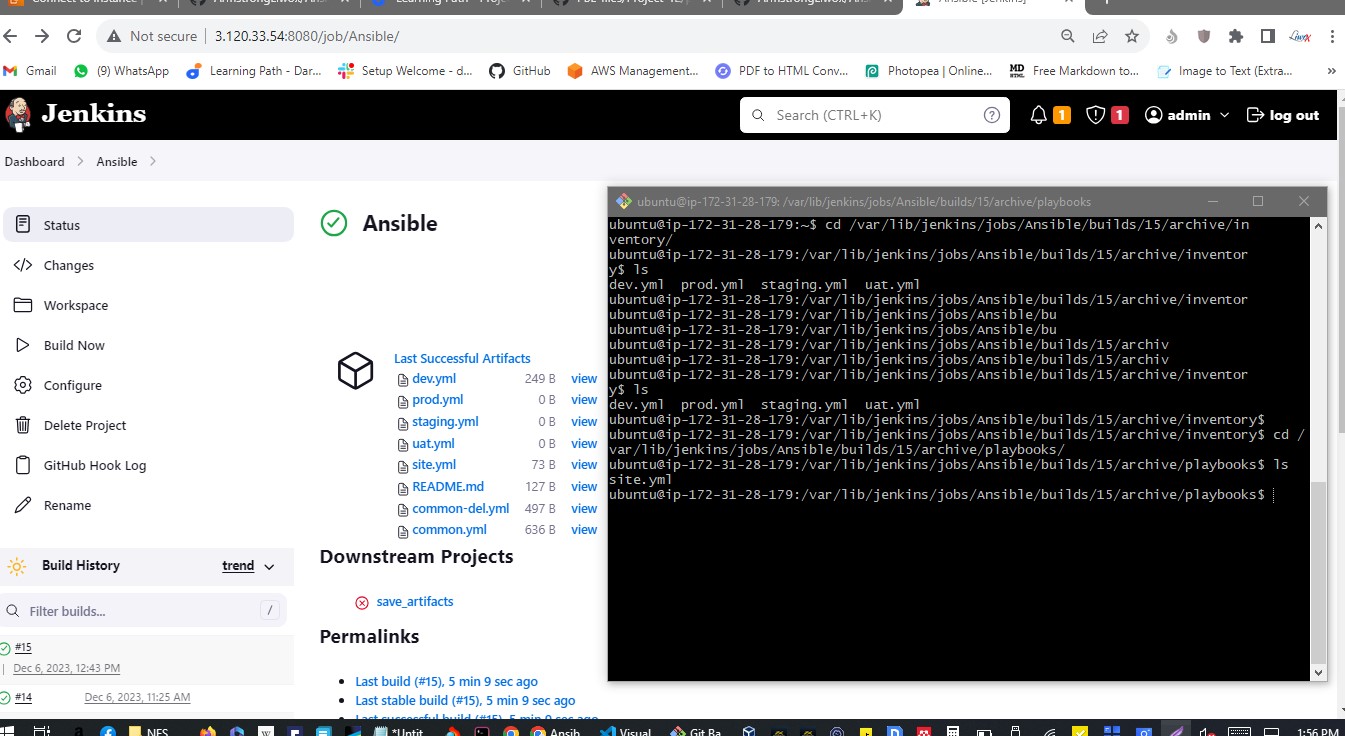 Connect to Instance
Not secure
3.120.33.54:8080/job/Ansible/
Gmail
(9) WhatsApp
Learning Path - Dar...
Setup Welcome - d...
GitHub
AWS Management...
PDF to HTML Conv...
Photopea | Online...
MD
Free Markdown to...
Image to Text (Extra...
»
Jenkins
Search (CTRL+K)
1
1
admin
log out
Dashboard
Ansible
Status
Changes
Workspace
Build Now
Configure
Delete Project
GitHub Hook Log
Rename
Build History
trend
Filter builds...
/
#15
Dec 6, 2023, 12:43 PM
#14
Dec 6, 2023, 11:25 AM
Ansible
Last Successful Artifacts
dev.yml 249 B view
prod.yml 0 B view
staging.yml 0 B view
uat.yml 0 B view
site.yml 73 B view
README.md 127 B view
common-del.yml 497 B view
common.yml 636 B view
Downstream Projects
save_artifacts
Permalinks
Last build (#15), 5 min 9 sec ago
Last stable build (#15), 5 min 9 sec ago
Last successful build (#15), 5 min 9 sec ago
ubuntu@ip-172-31-28-179: /var/lib/jenkins/jobs/Ansible/builds/15/archive/playbooks
ubuntu@ip-172-31-28-179:~$ cd /var/lib/jenkins/jobs/Ansible/builds/15/archive/in
ventory/
ubuntu@ip-172-31-28-179:/var/lib/jenkins/jobs/Ansible/builds/15/archive/inventor
y$ ls
dev.yml  prod.yml  staging.yml  uat.yml
ubuntu@ip-172-31-28-179:/var/lib/jenkins/jobs/Ansible/builds/15/archive/inventor
ubuntu@ip-172-31-28-179:/var/lib/jenkins/jobs/Ansible/bu
ubuntu@ip-172-31-28-179:/var/lib/jenkins/jobs/Ansible/bu
ubuntu@ip-172-31-28-179:/var/lib/jenkins/jobs/Ansible/builds/15/archiv
ubuntu@ip-172-31-28-179:/var/lib/jenkins/jobs/Ansible/builds/15/archiv
ubuntu@ip-172-31-28-179:/var/lib/jenkins/jobs/Ansible/builds/15/archive/inventor
y$ ls
dev.yml  prod.yml  staging.yml  uat.yml
ubuntu@ip-172-31-28-179:/var/lib/jenkins/jobs/Ansible/builds/15/archive/inventory$
ubuntu@ip-172-31-28-179:/var/lib/jenkins/jobs/Ansible/builds/15/archive/inventory$ cd /
var/lib/jenkins/jobs/Ansible/builds/15/archive/playbooks/
ubuntu@ip-172-31-28-179:/var/lib/jenkins/jobs/Ansible/builds/15/archive/playbooks$ ls
site.yml
ubuntu@ip-172-31-28-179:/var/lib/jenkins/jobs/Ansible/builds/15/archive/playbooks$
NFS
*Untit
Ansib
Visual
Git Ba
1:56 PM